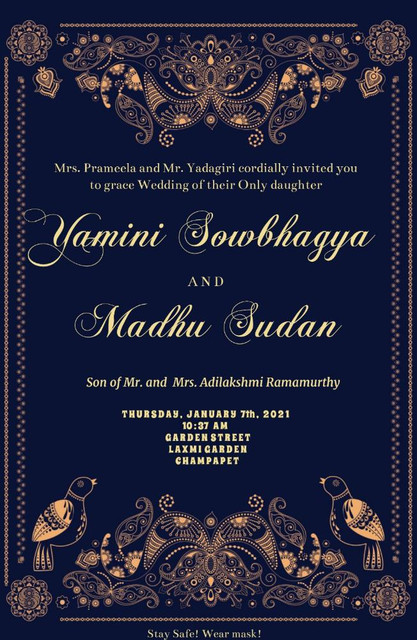 Mrs. Prameela and Mr. Yadagiri cordially invited you
to grace Wedding of their Only daughter
Yamini Sowbhagya
AND
Madhu Sudan
Son of Mr. and Mrs. Adilakshmi Ramamurthy
THURSDAY, JANUARY 7th, 2021
10:37 AM
GARDEN STREET
LAXMI GARDEN
CHAMPAPET
Stay Safe! Wear mask!